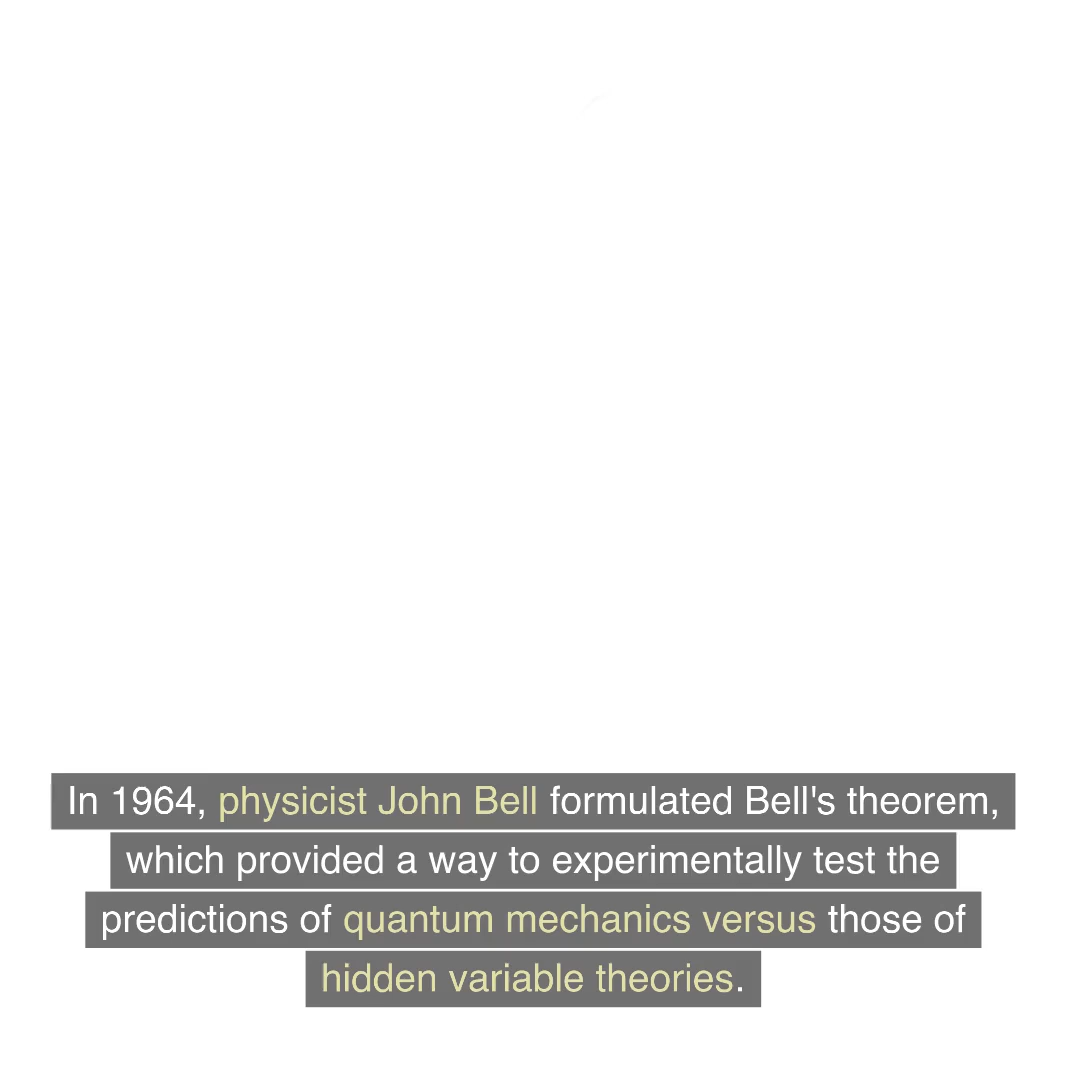 In 1964, physicist John Bell formulated Bell's theorem,
which provided a way to experimentally test the
predictions of quantum mechanics versus those of
hidden variable theories.